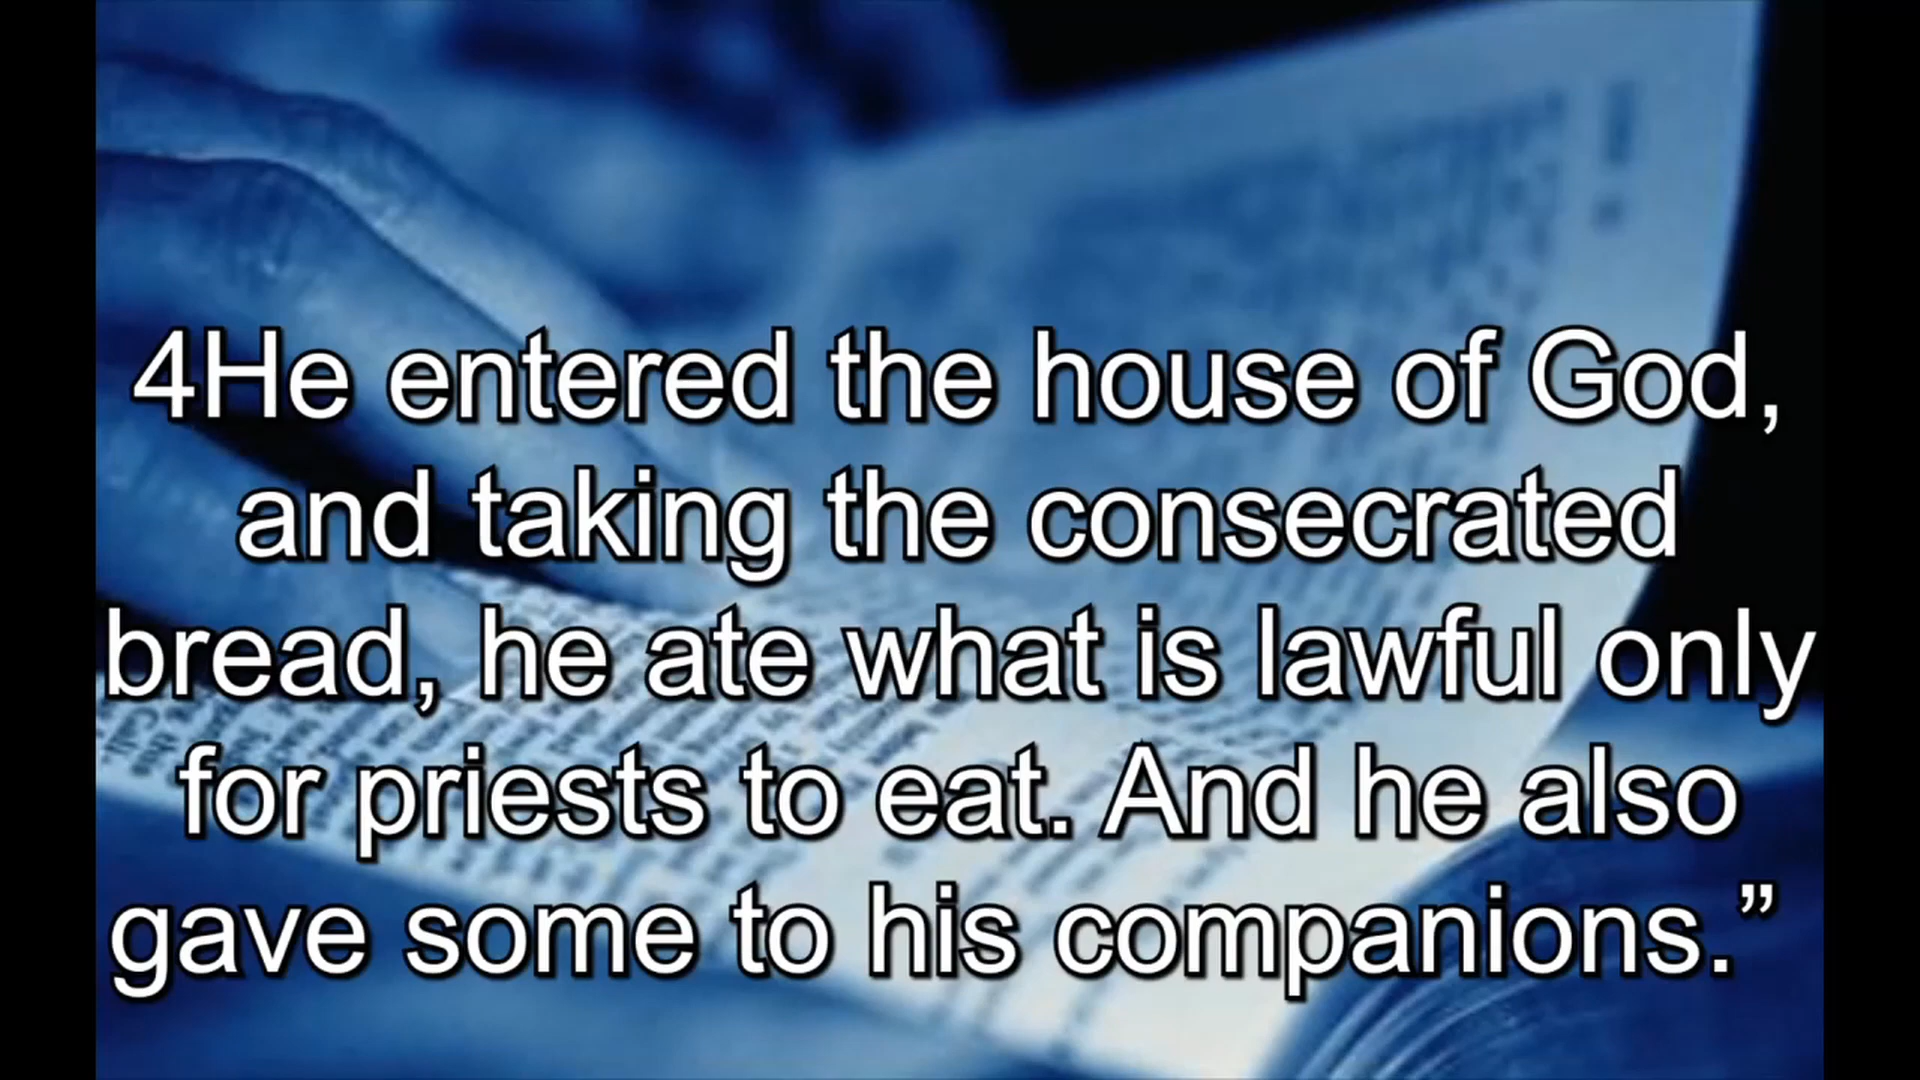 4He entered the house of God,
and taking the consecrated
bread, he ate what is lawful only
for priests to eat. And he also
gave some to his companions.”